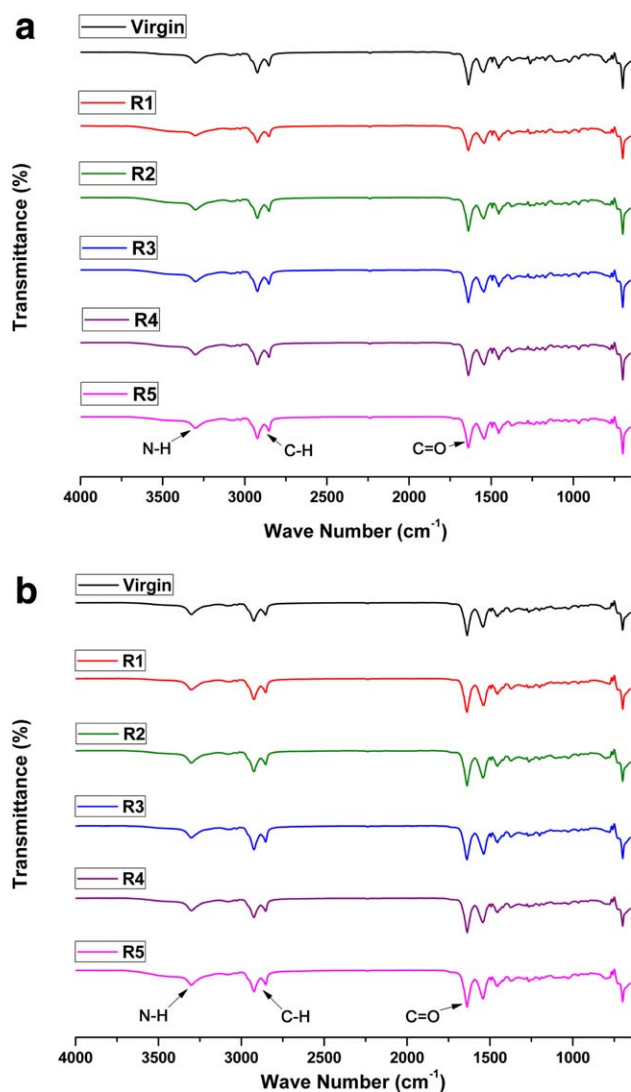 a
Virgin
R1
R2
R3
R4
R5
N-H
C-H
C=O
Transmittance (%)
4000 3500 3000 2500 2000 1500 1000
Wave Number (cm⁻¹)
b
Virgin
R1
R2
R3
R4
R5
N-H
C-H
C=O
Transmittance (%)
4000 3500 3000 2500 2000 1500 1000
Wave Number (cm⁻¹)